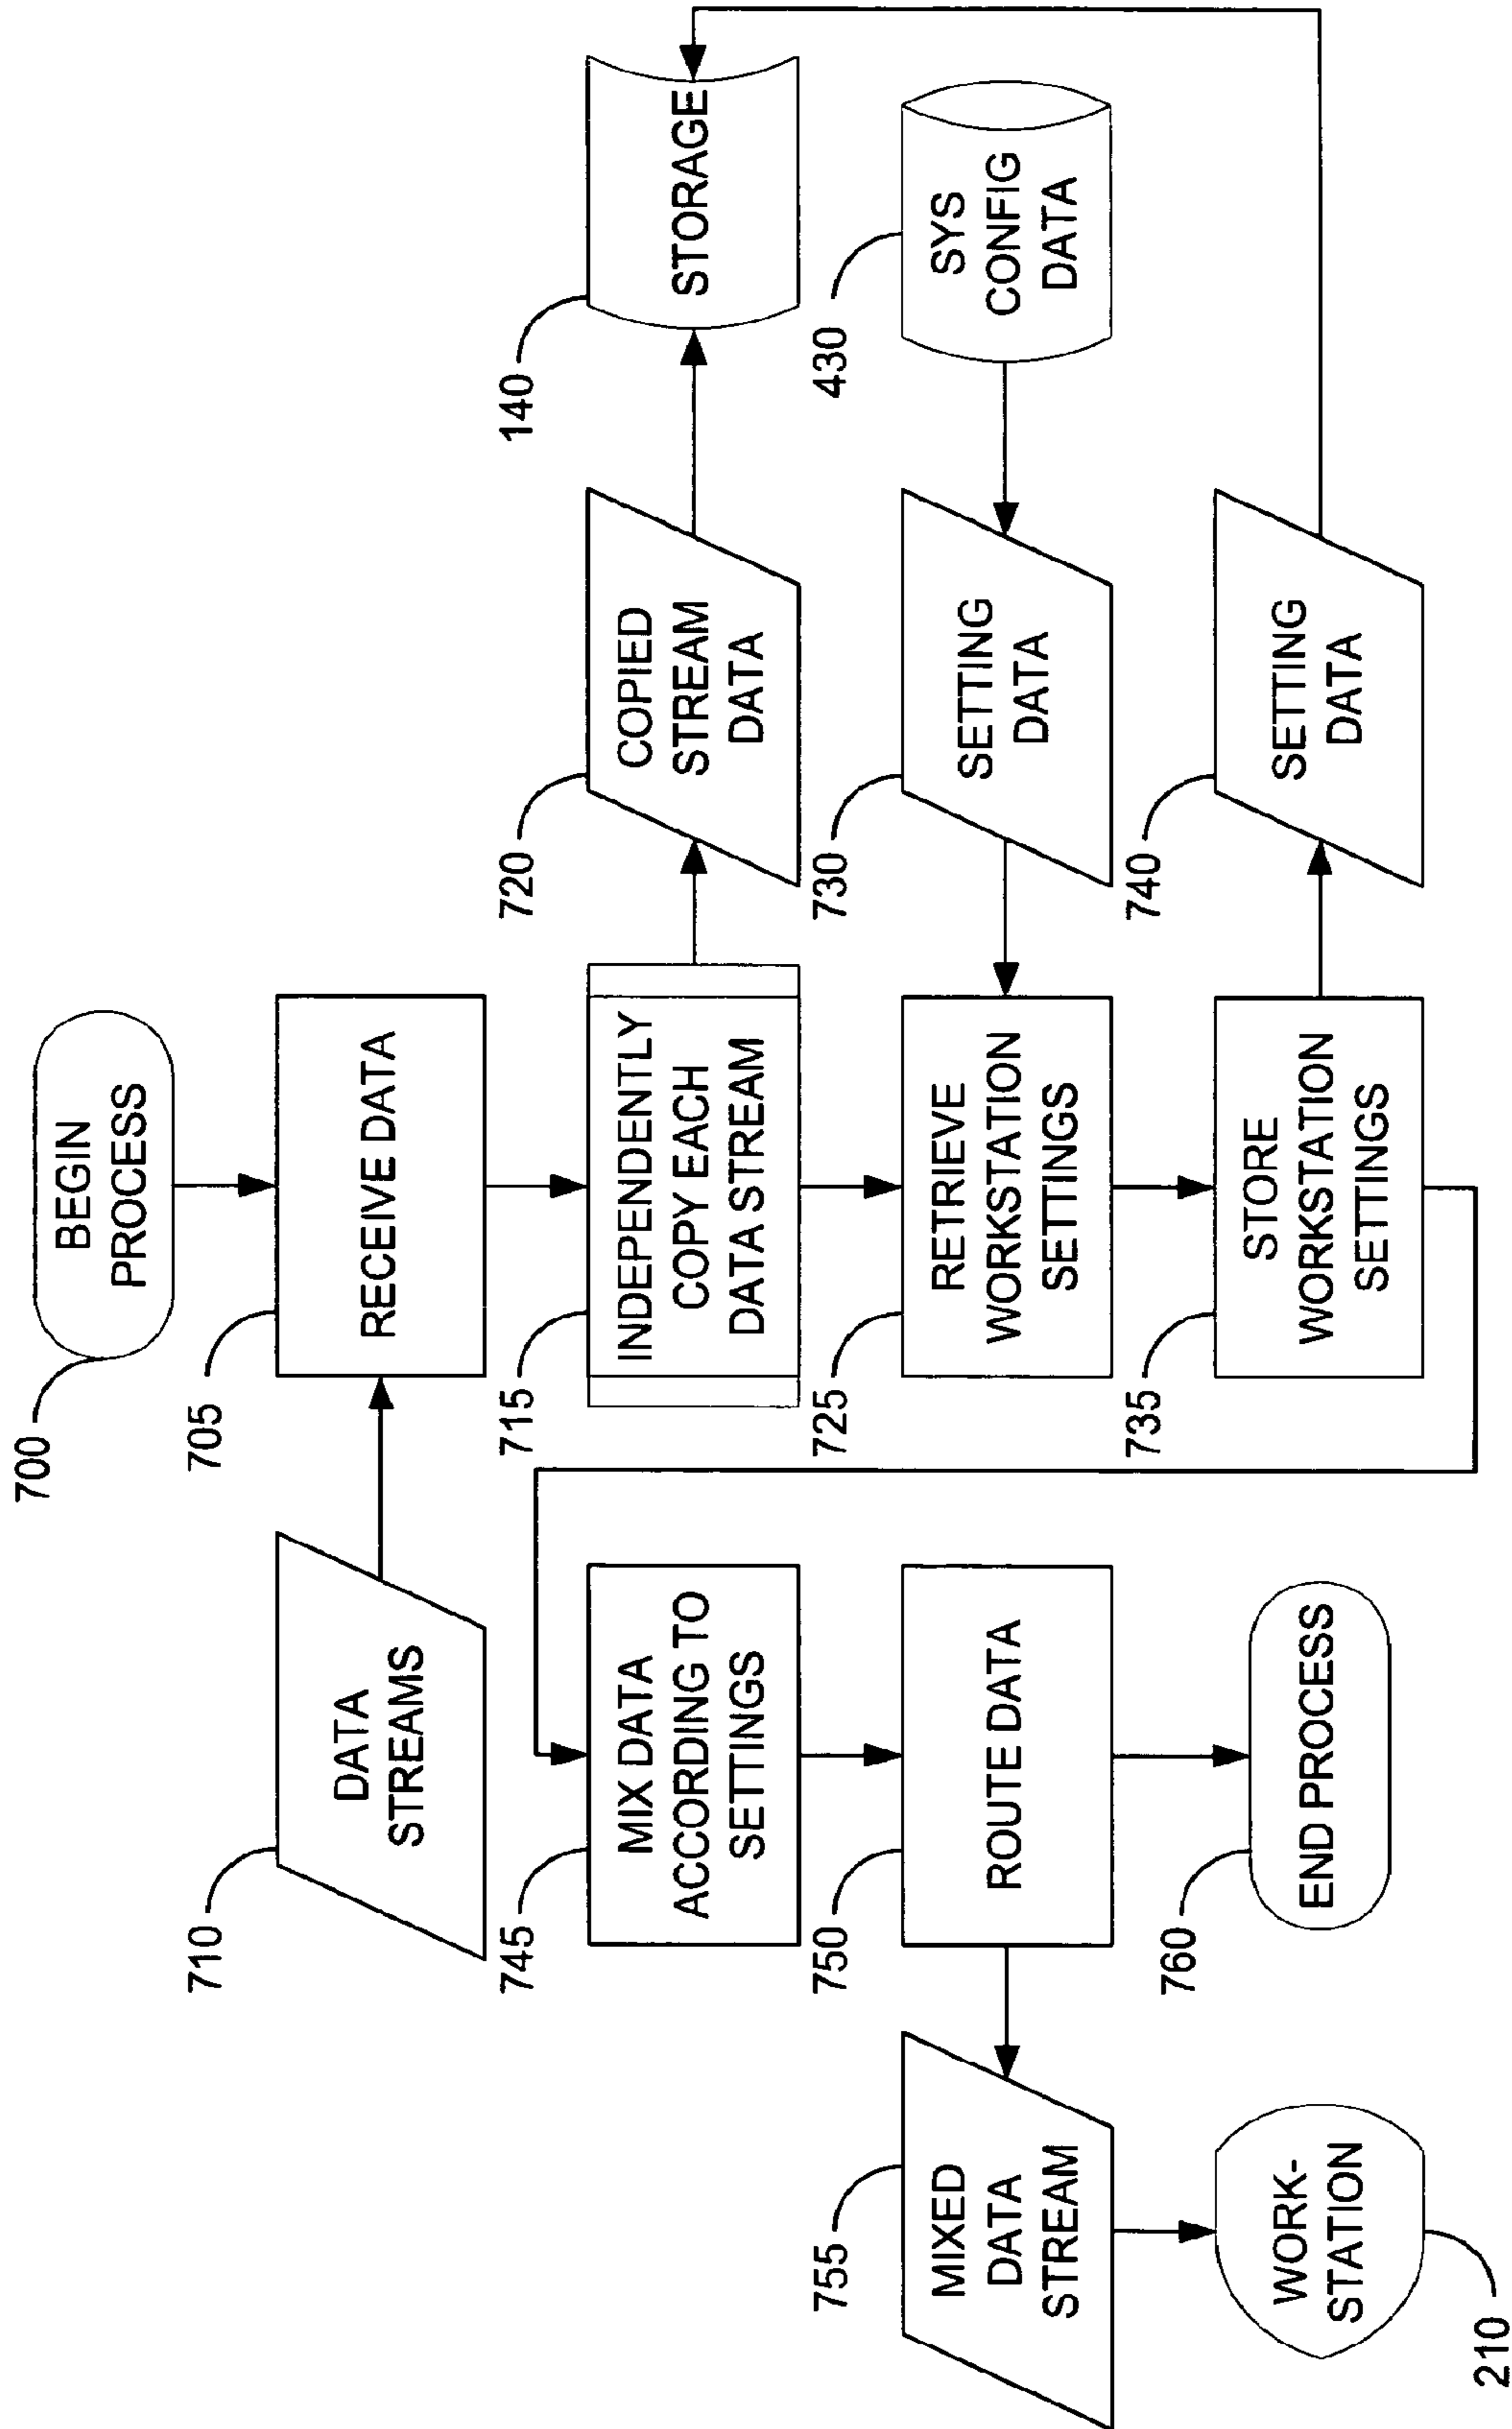 700
BEGIN
PROCESS
710
DATA
STREAMS
705
RECEIVE DATA
715
INDEPENDENTLY
COPY EACH
DATA STREAM
720
COPIED
STREAM
DATA
140
STORAGE
725
RETRIEVE
WORKSTATION
SETTINGS
730
SETTING
DATA
430
SYS
CONFIG
DATA
735
STORE
WORKSTATION
SETTINGS
740
SETTING
DATA
745
MIX DATA
ACCORDING TO
SETTINGS
750
ROUTE DATA
755
MIXED
DATA
STREAM
760
END PROCESS
WORK-
STATION
210